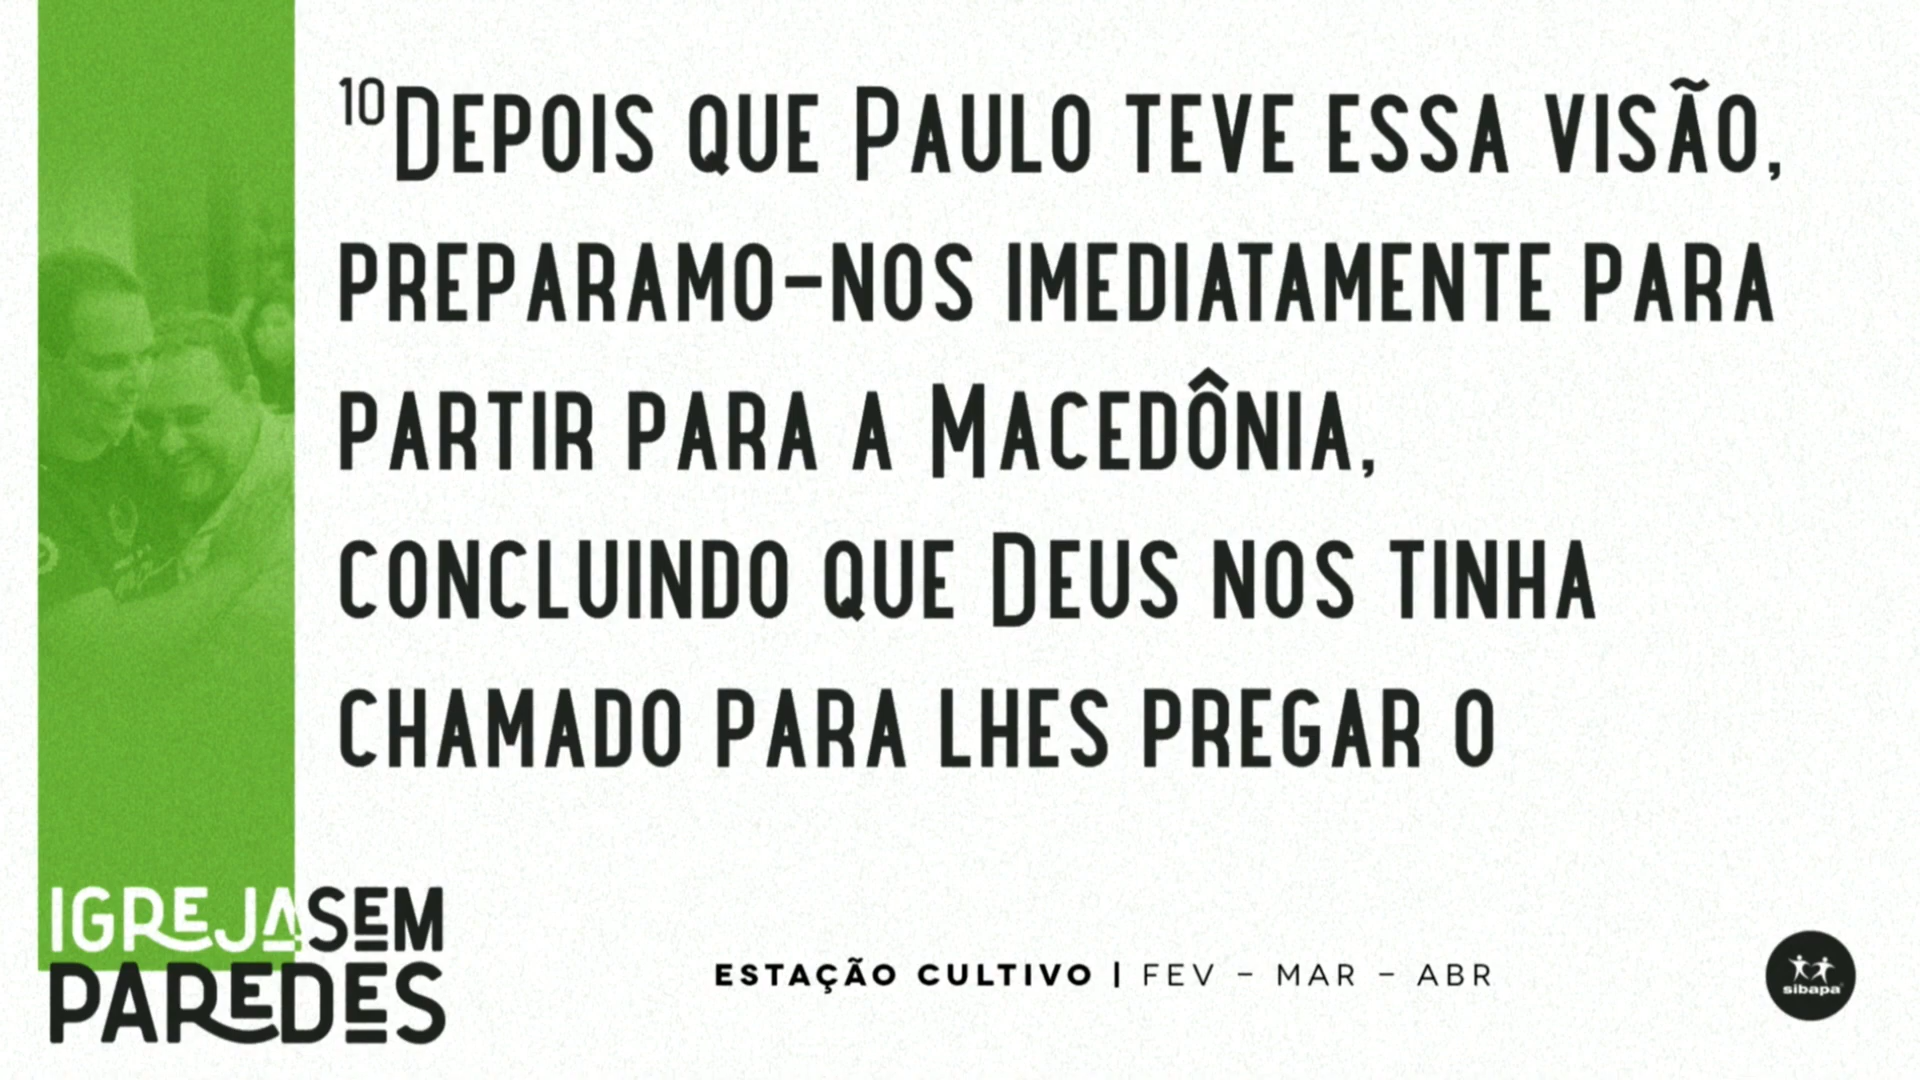 10Depois que Paulo teve essa visão,
preparamo-nos imediatamente para
partir para a Macedônia,
concluindo que Deus nos tinha
chamado para lhes pregar o
IGREJA SEM
PAREDES
ESTAÇÃO CULTIVO | FEV - MAR - ABR
sibapa